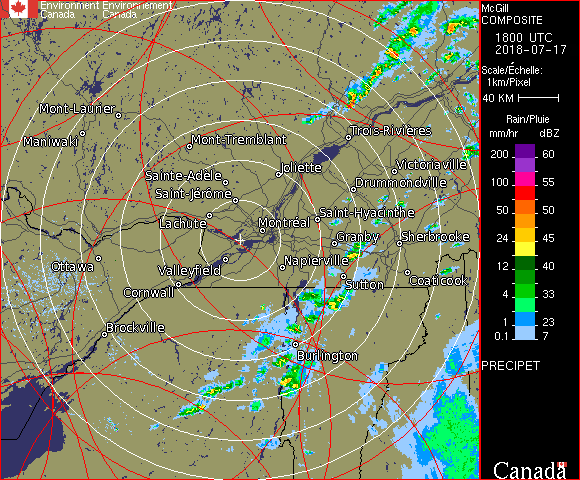 Environment Environnement
Canada Canada
McGill
COMPOSITE
1800 UTC
2018-07-17
Scale/Échelle:
1km/Pixel
40 KM
Rain/Pluie
mm/hr dBZ
200 60
100 55
50 50
24 45
12 40
4 33
2 23
0.1 7
PRECIPET
Canada
Mont-Laurier
Maniwaki
Mont-Tremblant
Trois-Rivières
Joliette
Victoriaville
Sainte-Adèle
Drummondville
Saint-Jérôme
Lachute
Saint-Hyacinthe
Montréal
Granby
Sherbrooke
Ottawa
Valleyfield
Napierville
Coaticook
Cornwall
Sutton
Brockville
Burlington